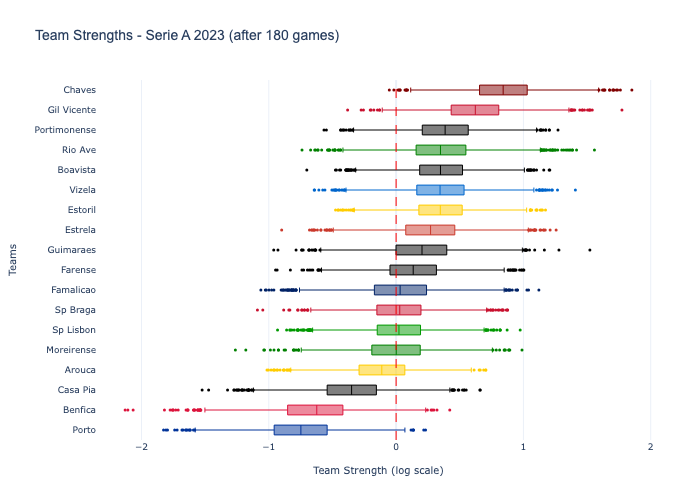 Team Strengths - Serie A 2023 (after 180 games)
Chaves
Gil Vicente
Portimonense
Rio Ave
Boavista
Vizela
Estoril
Estrela
Guimaraes
Farense
Famalicao
Sp Braga
Sp Lisbon
Moreirense
Arouca
Casa Pia
Benfica
Porto
Teams
−2 −1 0 1 2
Team Strength (log scale)